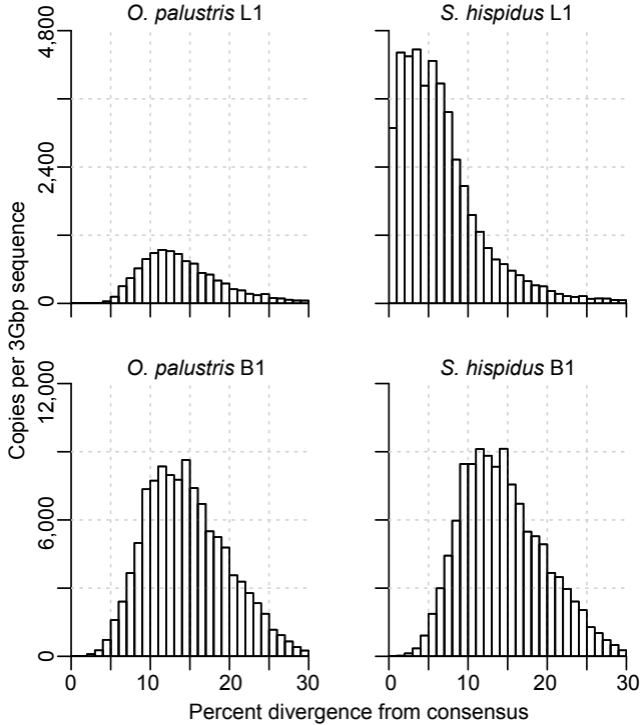 O. palustris L1
S. hispidus L1
4,800
2,400
0
Copies per 3Gbp sequence
O. palustris B1
S. hispidus B1
12,000
6,000
0
0 10 20 30 0 10 20 30
Percent divergence from consensus